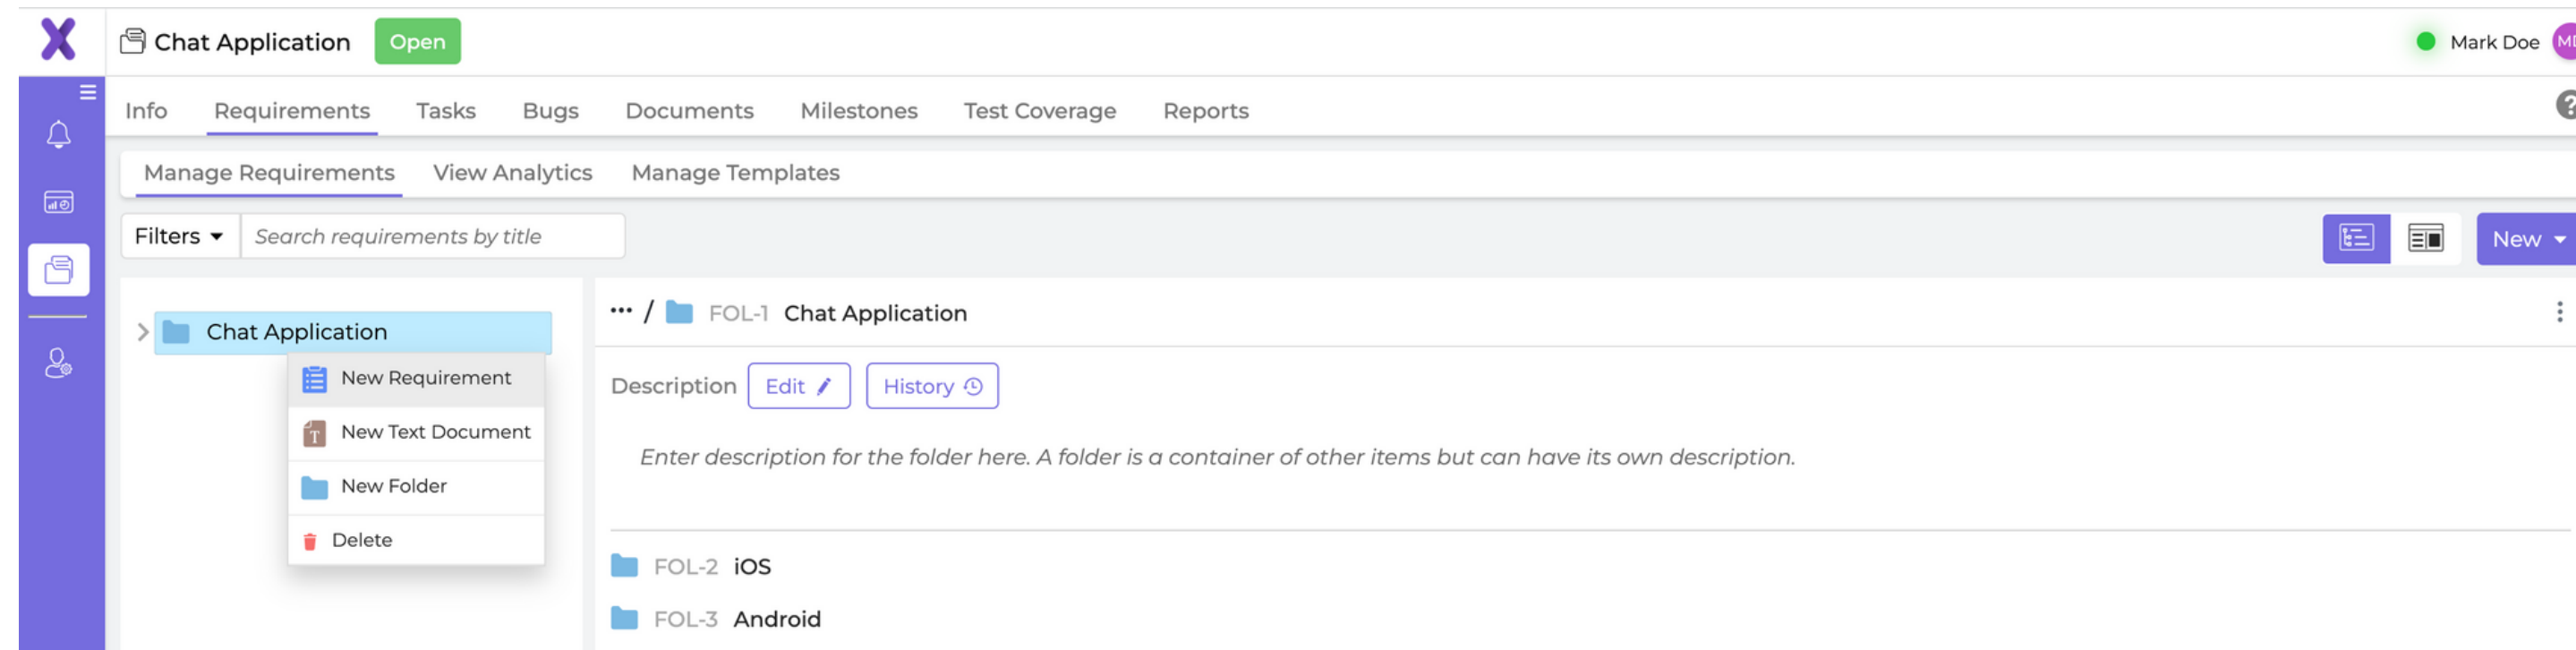 Chat Application Open Mark Doe
Info Requirements Tasks Bugs Documents Milestones Test Coverage Reports
Manage Requirements View Analytics Manage Templates
Filters Search requirements by title New
Chat Application
New Requirement
New Text Document
New Folder
Delete
... / FOL-1 Chat Application
Description Edit History
Enter description for the folder here. A folder is a container of other items but can have its own description.
FOL-2 iOS
FOL-3 Android